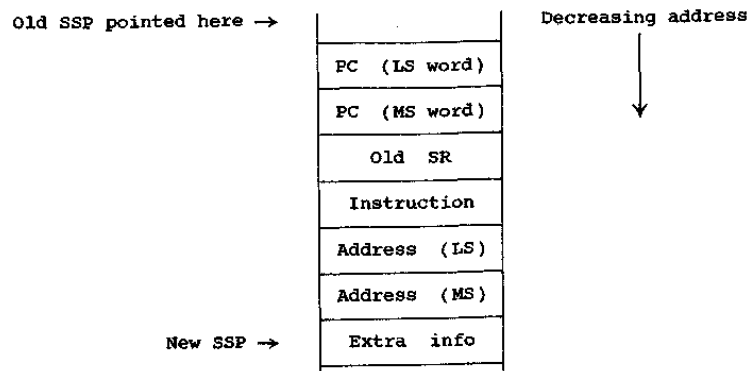 Old SSP pointed here →
Decreasing address
PC (LS word)
PC (MS word)
Old SR
Instruction
Address (LS)
Address (MS)
New SSP →
Extra info